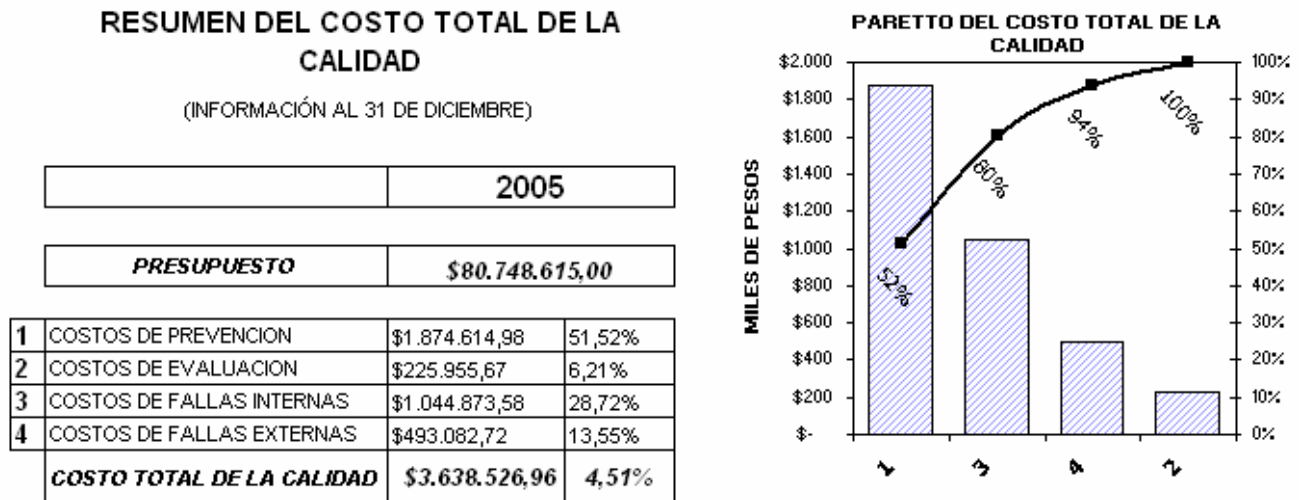 RESUMEN DEL COSTO TOTAL DE LA
CALIDAD
(INFORMACIÓN AL 31 DE DICIEMBRE)
2005
PRESUPUESTO $80.748.615,00
1 COSTOS DE PREVENCION $1.874.614,98 51,52%
2 COSTOS DE EVALUACION $225.955,67 6,21%
3 COSTOS DE FALLAS INTERNAS $1.044.873,58 28,72%
4 COSTOS DE FALLAS EXTERNAS $493.082,72 13,55%
COSTO TOTAL DE LA CALIDAD $3.638.526,96 4,51%
PARETTO DEL COSTO TOTAL DE LA
CALIDAD
MILES DE PESOS
$2.000
$1.800
$1.600
$1.400
$1.200
$1.000
$800
$600
$400
$200
$-
52%
80%
94%
100%
100%
90%
80%
70%
60%
50%
40%
30%
20%
10%
0%
1 3 4 2